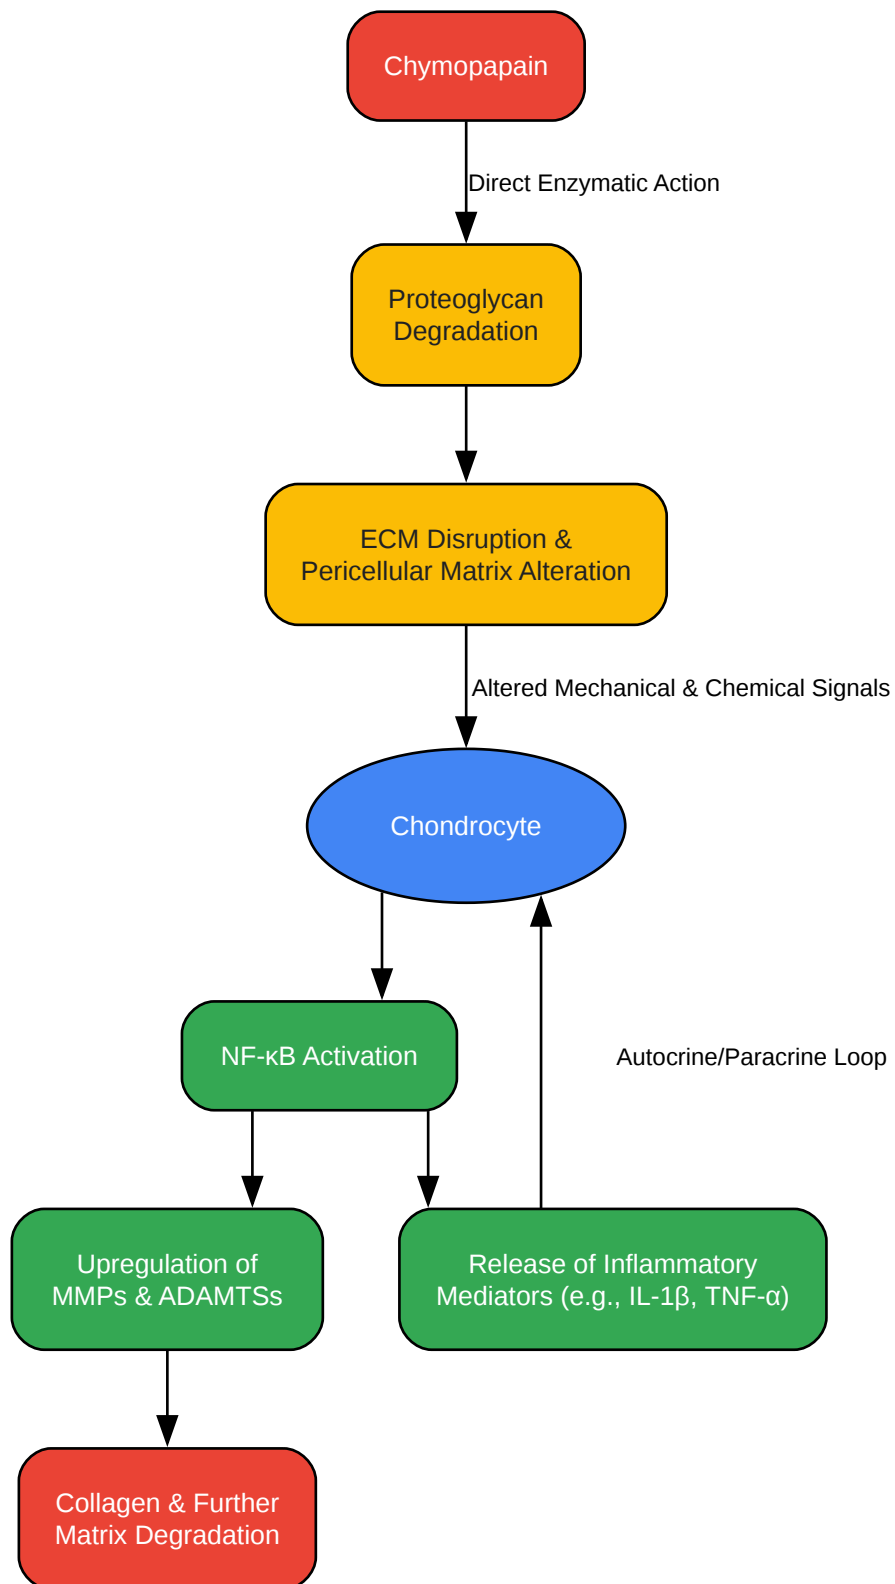 Chymopapain
Direct Enzymatic Action
Proteoglycan
Degradation
ECM Disruption &
Pericellular Matrix Alteration
Altered Mechanical & Chemical Signals
Chondrocyte
NF-κB Activation
Autocrine/Paracrine Loop
Upregulation of
MMPs & ADAMTSs
Release of Inflammatory
Mediators (e.g., IL-1β, TNF-α)
Collagen & Further
Matrix Degradation